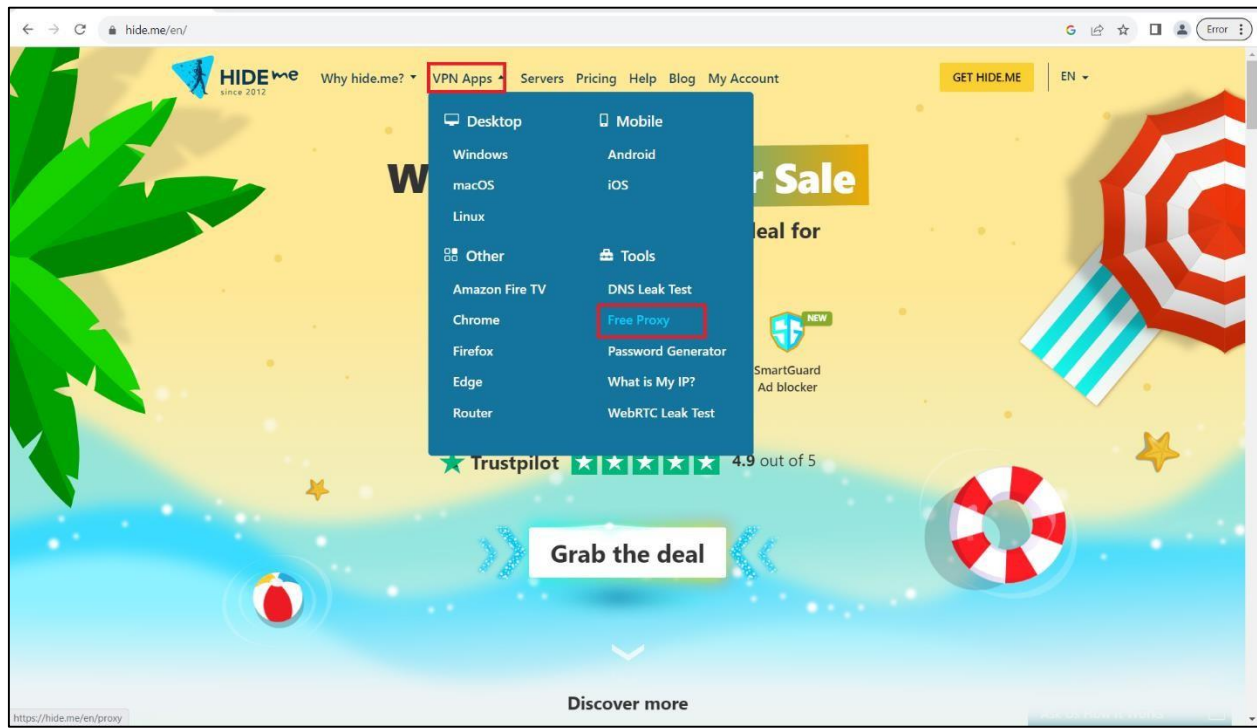 hide.me/en/
Error
HIDE me
since 2012
Why hide.me? VPN Apps Servers Pricing Help Blog My Account
GET HIDE.ME
EN
Desktop
Windows
macOS
Linux
Mobile
Android
iOS
Other
Amazon Fire TV
Chrome
Firefox
Edge
Router
Tools
DNS Leak Test
Free Proxy
Password Generator
What is My IP?
WebRTC Leak Test
W
r Sale
eal for
NEW
SmartGuard
Ad blocker
Trustpilot 4.9 out of 5
Grab the deal
Discover more
https://hide.me/en/proxy